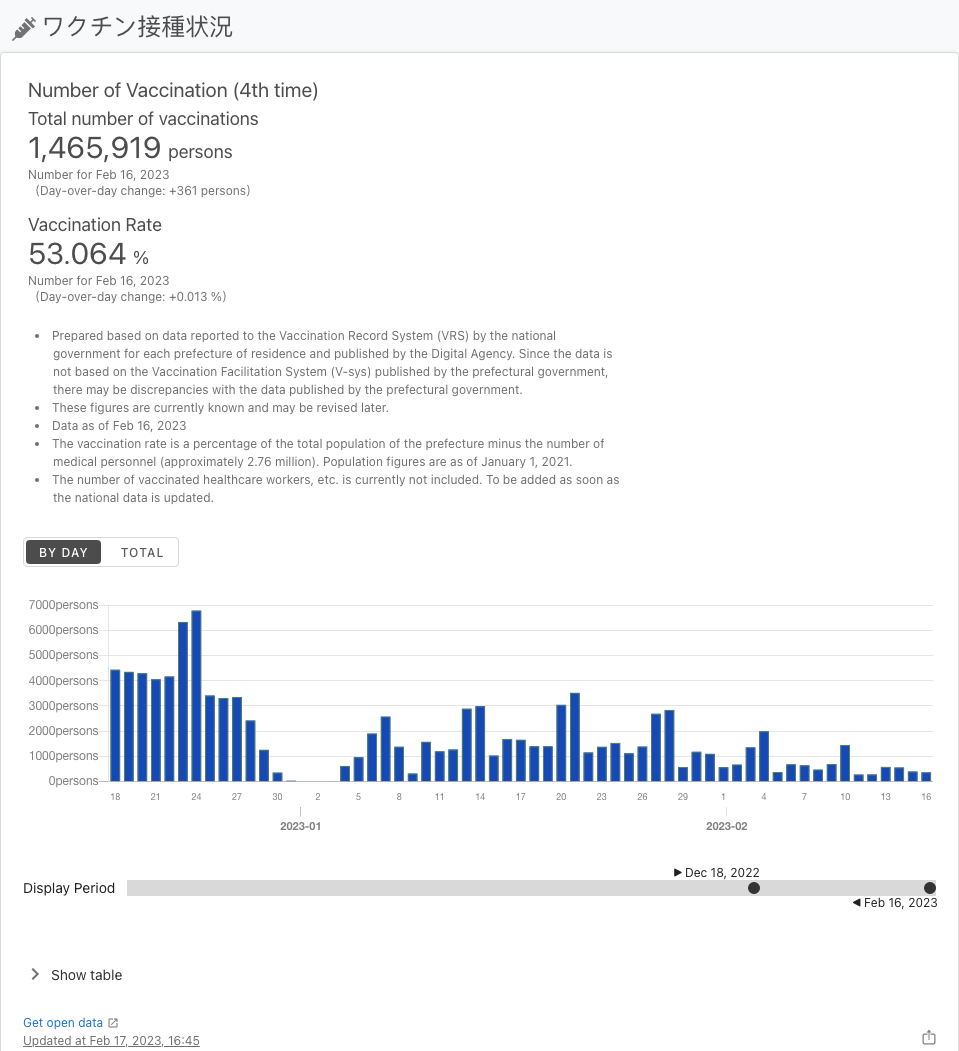 ワクチン接種状況
Number of Vaccination (4th time)
Total number of vaccinations
1,465,919 persons
Number for Feb 16, 2023
(Day-over-day change: +361 persons)
Vaccination Rate
53.064 %
Number for Feb 16, 2023
(Day-over-day change: +0.013 %)
• Prepared based on data reported to the Vaccination Record System (VRS) by the national
government for each prefecture of residence and published by the Digital Agency. Since the data is
not based on the Vaccination Facilitation System (V-sys) published by the prefectural government,
there may be discrepancies with the data published by the prefectural government.
• These figures are currently known and may be revised later.
• Data as of Feb 16, 2023
• The vaccination rate is a percentage of the total population of the prefecture minus the number of
medical personnel (approximately 2.76 million). Population figures are as of January 1, 2021.
• The number of vaccinated healthcare workers, etc. is currently not included. To be added as soon as
the national data is updated.
BY DAY TOTAL
7000persons
6000persons
5000persons
4000persons
3000persons
2000persons
1000persons
0persons
18 21 24 27 30 2 5 8 11 14 17 20 23 26 29 1 4 7 10 13 16
2023-01 2023-02
Dec 18, 2022
Display Period
Feb 16, 2023
Show table
Get open data
Updated at Feb 17, 2023, 16:45